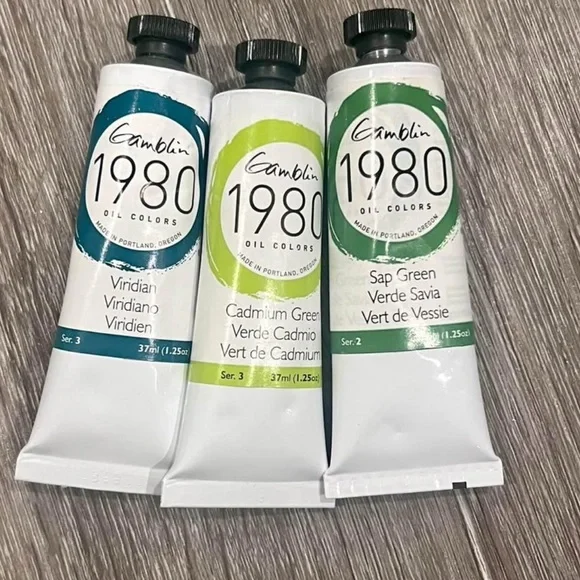 Gamblin
1980
OIL COLORS
MADE IN PORTLAND, OREGON
Viridian
Viridiano
Viridien
Ser. 3 37ml (1.25oz)
Gamblin
1980
OIL COLORS
MADE IN PORTLAND, OREGON
Cadmium Green
Verde Cadmio
Vert de Cadmium
Ser. 3 37ml (1.25oz)
Gamblin
1980
OIL COLORS
MADE IN PORTLAND, OREGON
Sap Green
Verde Savia
Vert de Vessie
Ser. 2 (1.25oz)